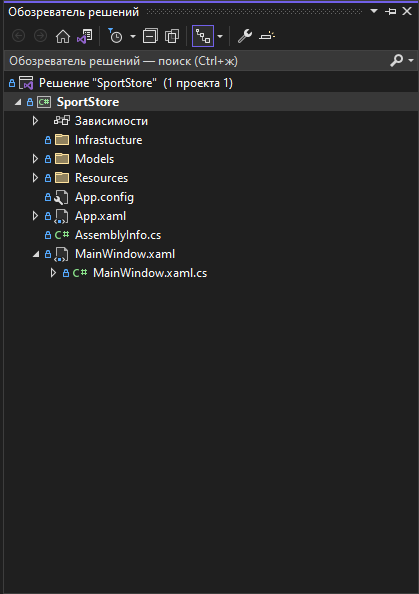 Обозреватель решений
Обозреватель решений — поиск (Ctrl+ж)
Решение "SportStore" (1 проекта 1)
C# SportStore
Зависимости
Infrastucture
Models
Resources
App.config
App.xaml
C# AssemblyInfo.cs
MainWindow.xaml
C# MainWindow.xaml.cs